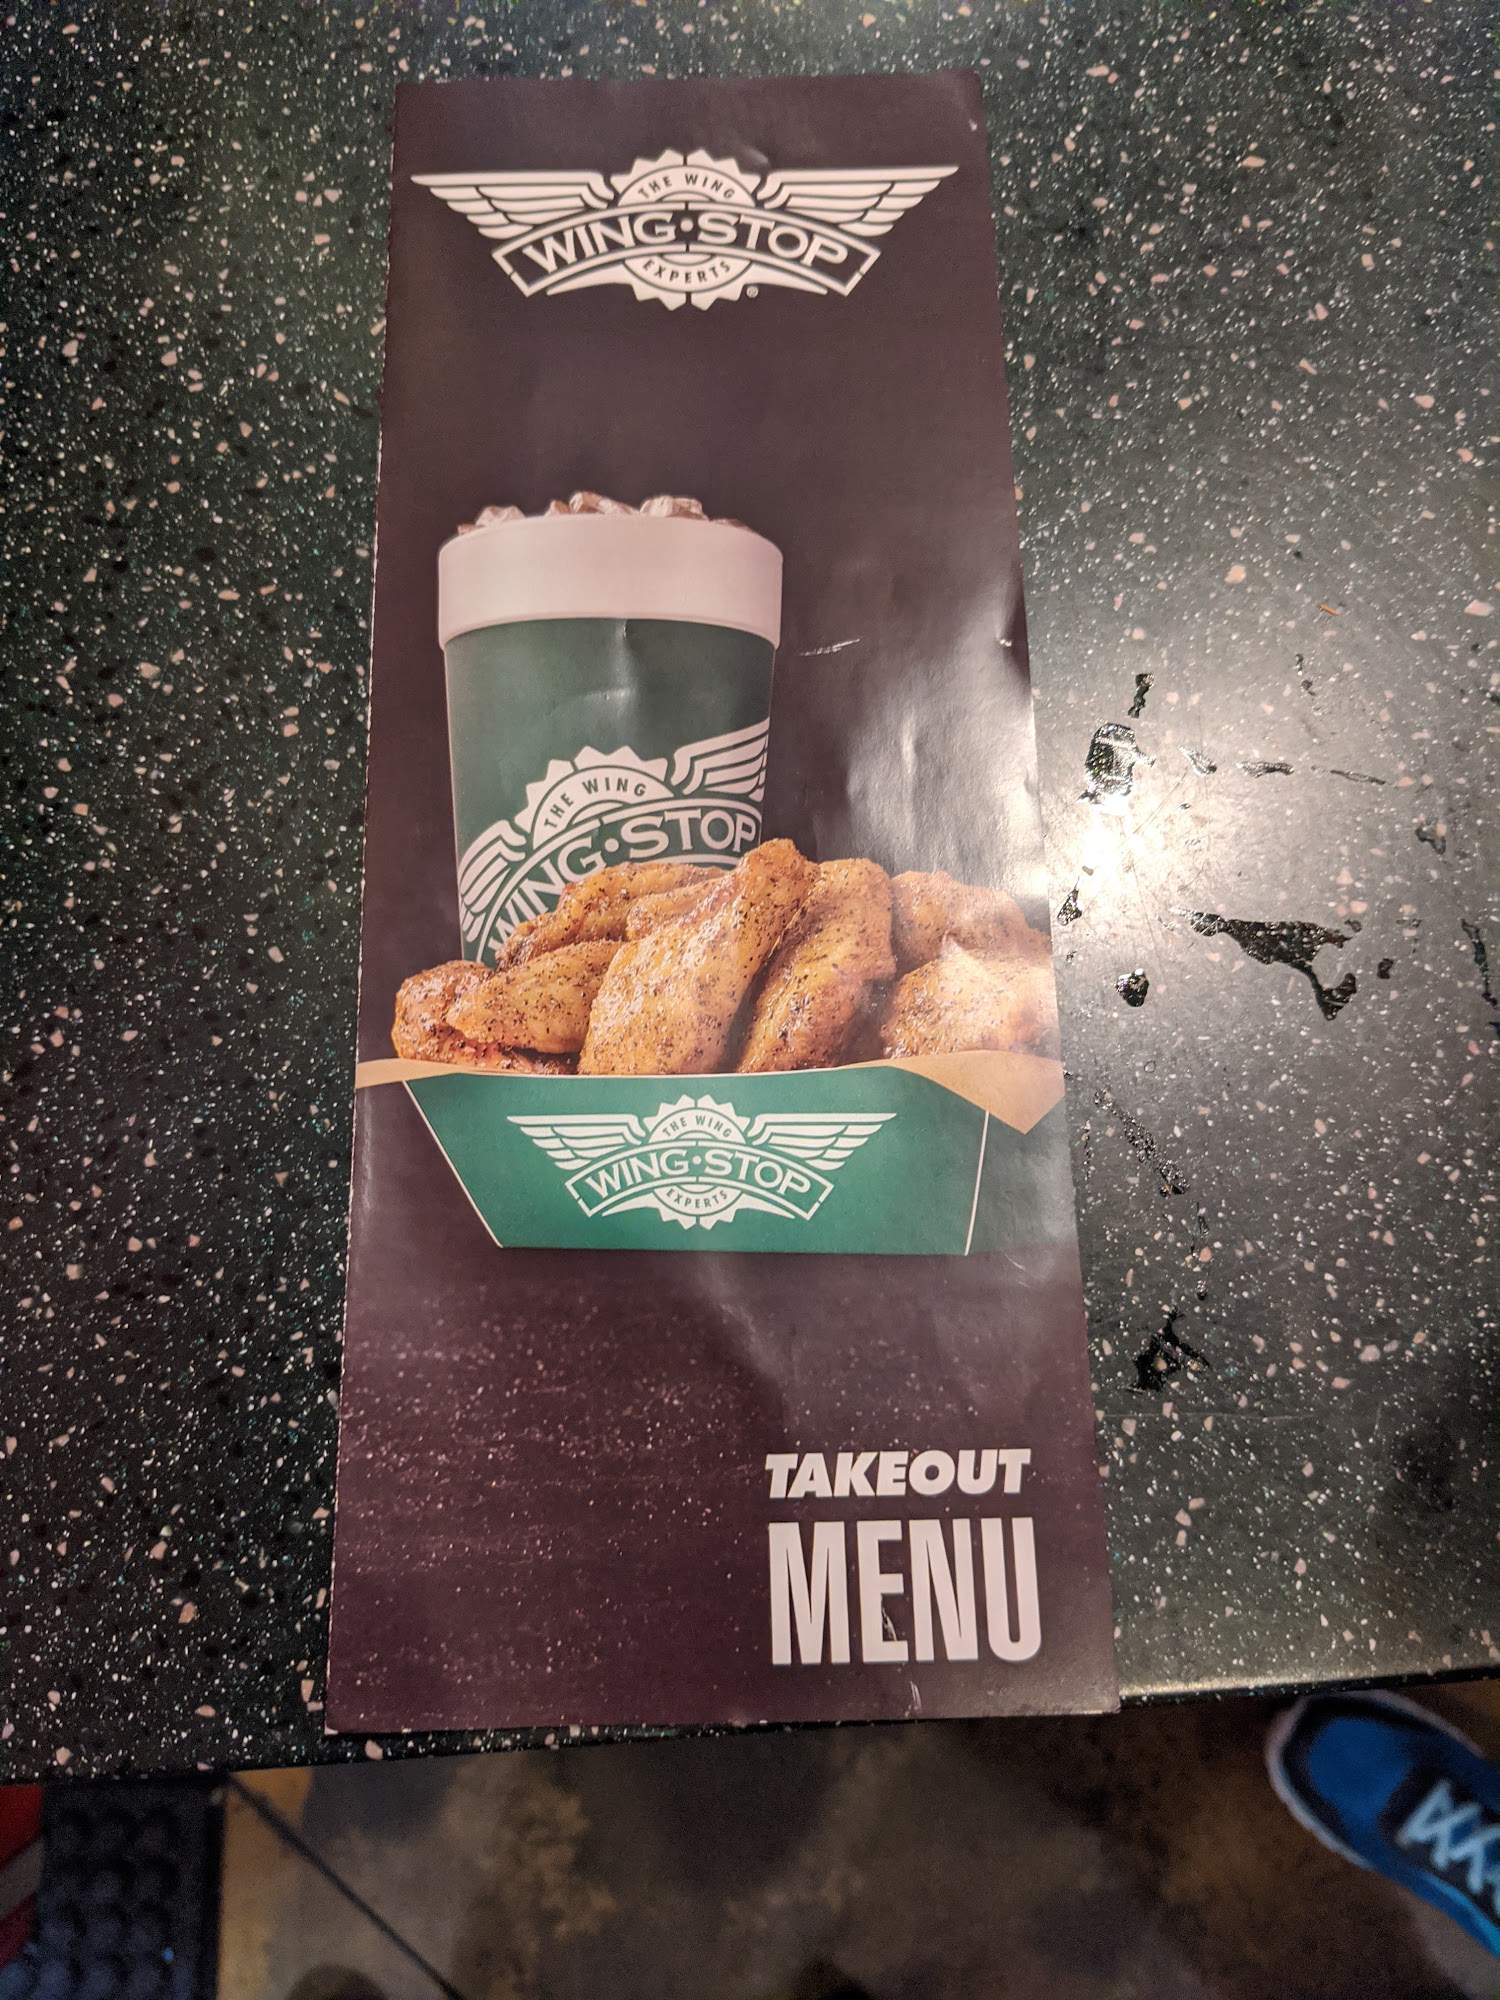 THE WING
WING•STOP
EXPERTS
®
THE WING
WING•STOP
THE WING
WING•STOP
EXPERTS
TAKEOUT
MENU